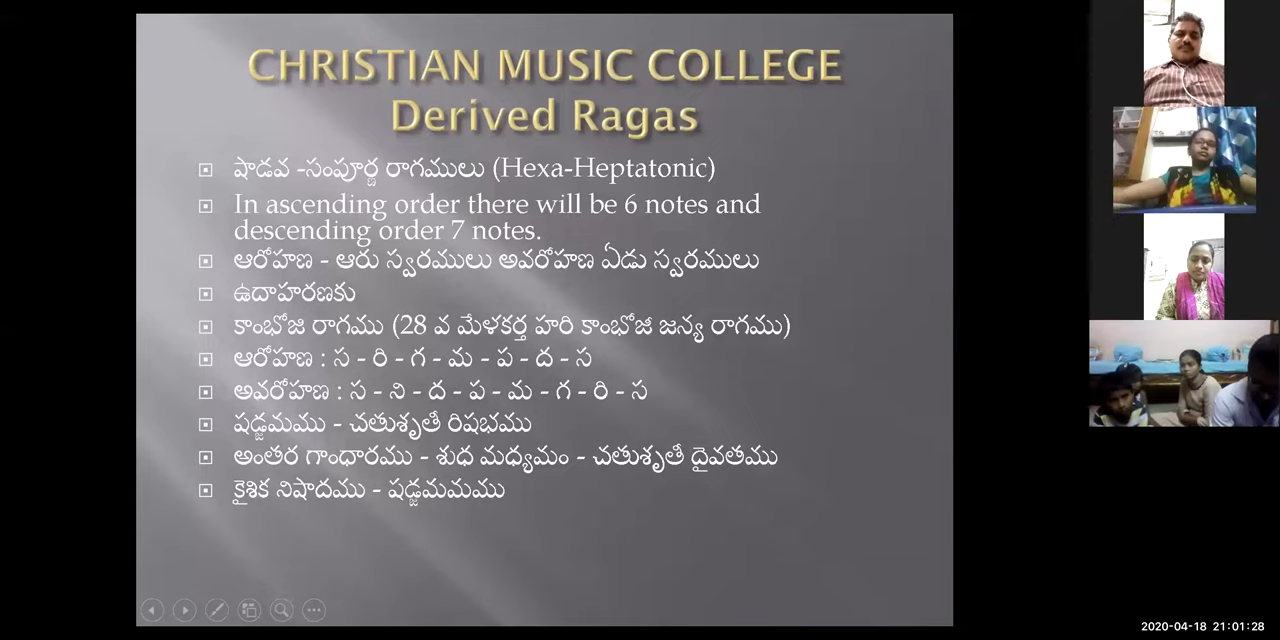 CHRISTIAN MUSIC COLLEGE
Derived Ragas
షాడవ -సంపూర్ణ రాగములు (Hexa-Heptatonic)
In ascending order there will be 6 notes and
descending order 7 notes.
ఆరోహణ - ఆరు స్వరములు అవరోహణ ఏడు స్వరములు
ఉదాహరణకు
కాంభోజి రాగము (28 వ మేళకర్త హరి కాంభోజీ జన్య రాగము)
ఆరోహణ : స - రి - గ - మ - ప - ద - స
అవరోహణ : స - ని - ద - ప - మ - గ - రి - స
షడ్జమము - చతుశృతీ రిషభము
అంతర గాంధారము - శుధ మధ్యమం - చతుశృతీ దైవతము
కైశిక నిషాదము - షడ్జమమము
2020-04-18 21:01:28